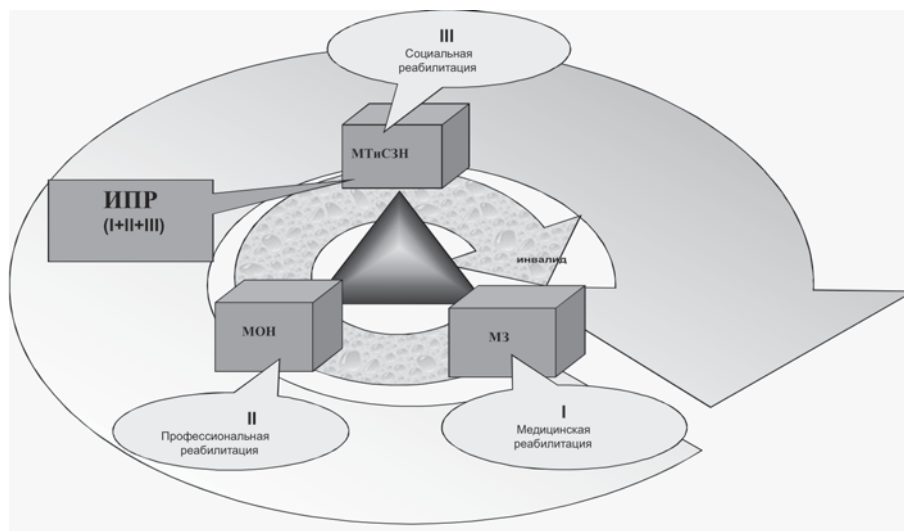 III
Социальная
реабилитация
МТиСЗН
ИПР
(I+II+III)
инвалид
МОН
МЗ
II
Профессиональная
реабилитация
I
Медицинская
реабилитация